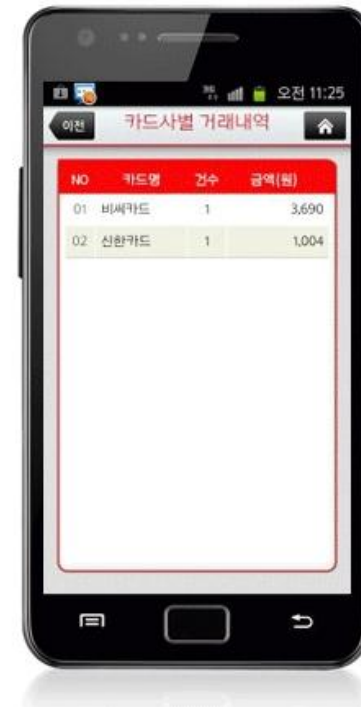 오전 11:25
이전 카드사별 거래내역
NO 카드명 건수 금액(원)
01 비씨카드 1 3,690
02 신한카드 1 1,004